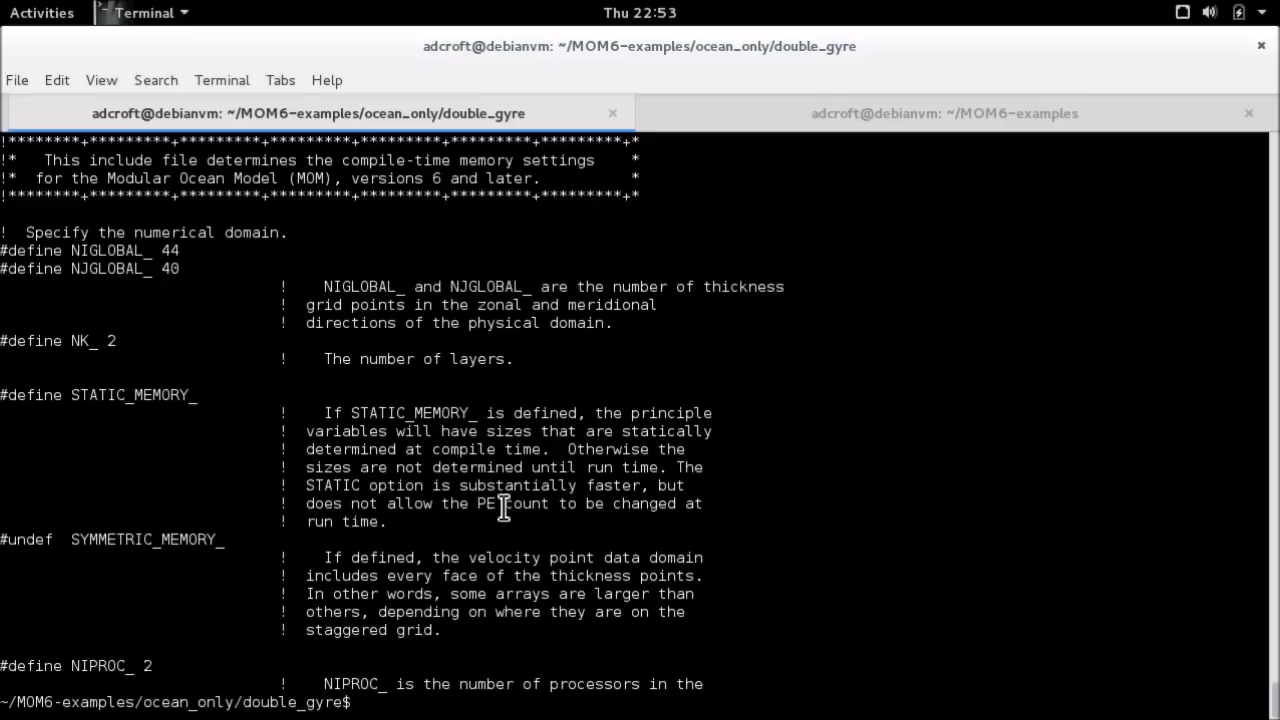 Activities Terminal Thu 22:53
adcroft@debianvm: ~/MOM6-examples/ocean_only/double_gyre
File Edit View Search Terminal Tabs Help
adcroft@debianvm: ~/MOM6-examples/ocean_only/double_gyre adcroft@debianvm: ~/MOM6-examples
!********+*********+*********+*********+*********+*********+*********+*
!*   This include file determines the compile-time memory settings    *
!*  for the Modular Ocean Model (MOM), versions 6 and later.          *
!********+*********+*********+*********+*********+*********+*********+*
!  Specify the numerical domain.
#define NIGLOBAL_ 44
#define NJGLOBAL_ 40
!    NIGLOBAL_ and NJGLOBAL_ are the number of thickness
!  grid points in the zonal and meridional
!  directions of the physical domain.
#define NK_ 2
!    The number of layers.
#define STATIC_MEMORY_
!    If STATIC_MEMORY_ is defined, the principle
!  variables will have sizes that are statically
!  determined at compile time.  Otherwise the
!  sizes are not determined until run time. The
!  STATIC option is substantially faster, but
!  does not allow the PE count to be changed at
!  run time.
#undef  SYMMETRIC_MEMORY_
!    If defined, the velocity point data domain
!  includes every face of the thickness points.
!  In other words, some arrays are larger than
!  others, depending on where they are on the
!  staggered grid.
#define NIPROC_ 2
!    NIPROC_ is the number of processors in the
~/MOM6-examples/ocean_only/double_gyre$